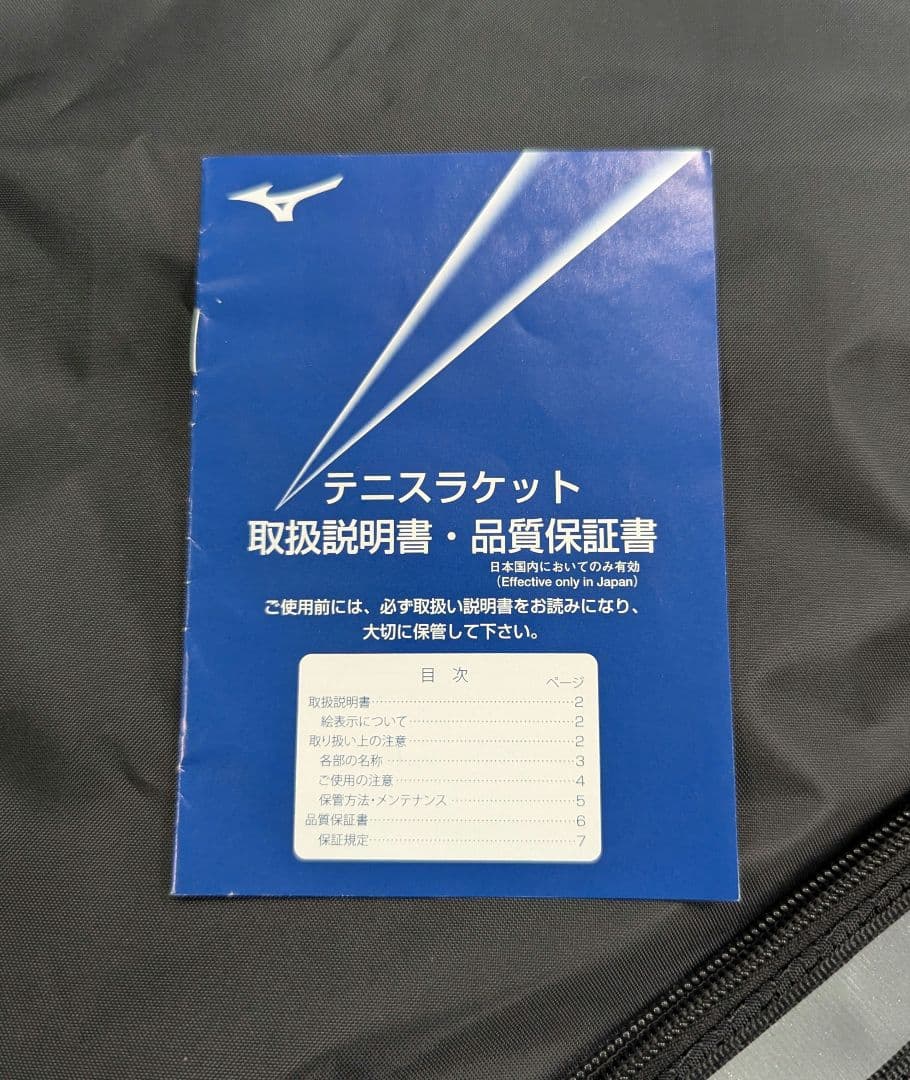 テニスラケット
取扱説明書・品質保証書
日本国内においてのみ有効
(Effective only in Japan)
ご使用前には、必ず取扱い説明書をお読みになり、
大切に保管して下さい。
目 次
ページ
取扱説明書 2
絵表示について 2
取り扱い上の注意 2
各部の名称 3
ご使用の注意 4
保管方法・メンテナンス 5
品質保証書 6
保証規定 7